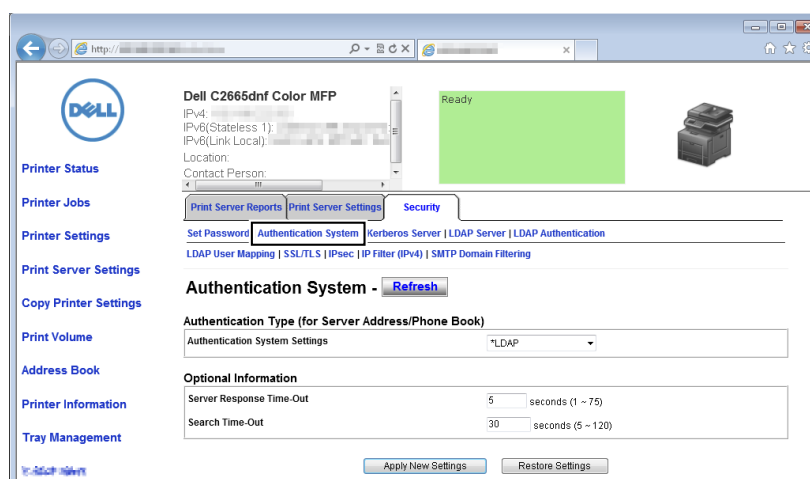 http://
DELL
Dell C2665dnf Color MFP
IPv4:
IPv6(Stateless 1):
IPv6(Link Local):
Location:
Contact Person:
Ready
Printer Status
Printer Jobs
Printer Settings
Print Server Settings
Copy Printer Settings
Print Volume
Address Book
Printer Information
Tray Management
Print Server Reports Print Server Settings Security
Set Password Authentication System Kerberos Server | LDAP Server | LDAP Authentication
LDAP User Mapping | SSL/TLS | IPsec | IP Filter (IPv4) | SMTP Domain Filtering
Authentication System - Refresh
Authentication Type (for Server Address/Phone Book)
Authentication System Settings *LDAP
Optional Information
Server Response Time-Out 5 seconds (1 ~ 75)
Search Time-Out 30 seconds (5 ~ 120)
Apply New Settings Restore Settings